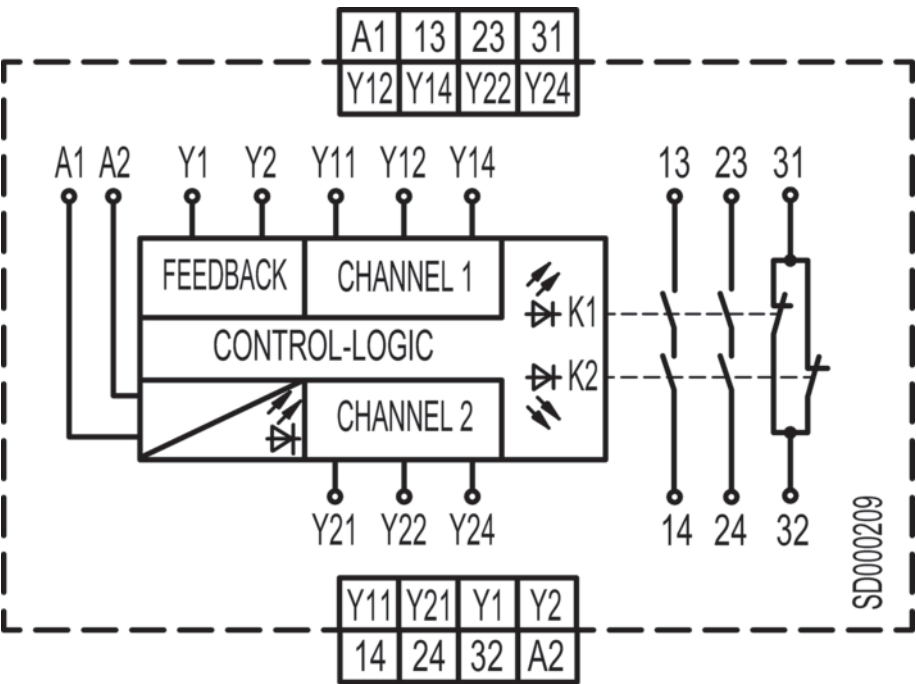 A1 13 23 31
Y12 Y14 Y22 Y24
A1 A2 Y1 Y2 Y11 Y12 Y14 13 23 31
FEEDBACK CHANNEL 1
K1
CONTROL-LOGIC
K2
CHANNEL 2
Y21 Y22 Y24 14 24 32
SD000209
Y11 Y21 Y1 Y2
14 24 32 A2